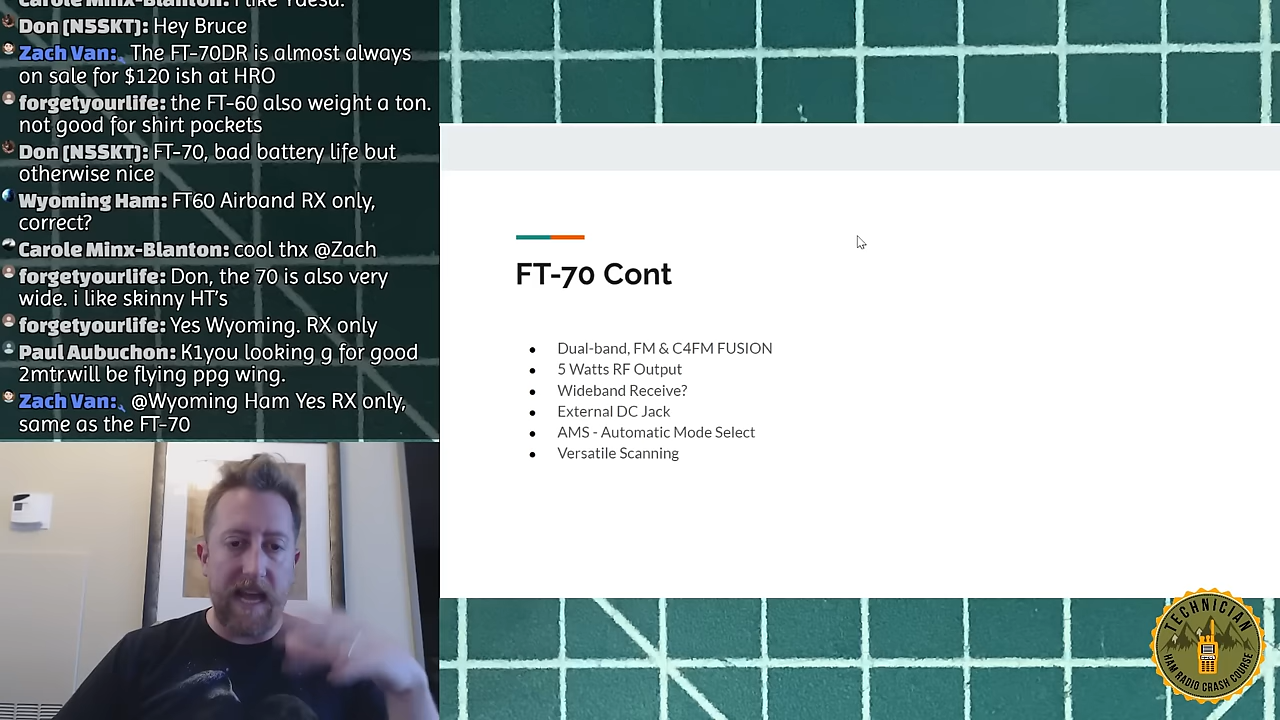 Carole Minx-Blanton: I like Yaesu.
Don (N5SKT): Hey Bruce
Zach Van: The FT-70DR is almost always
on sale for $120 ish at HRO
forgetyourlife: the FT-60 also weight a ton.
not good for shirt pockets
Don (N5SKT): FT-70, bad battery life but
otherwise nice
Wyoming Ham: FT60 Airband RX only,
correct?
Carole Minx-Blanton: cool thx @Zach
forgetyourlife: Don, the 70 is also very
wide. i like skinny HT's
forgetyourlife: Yes Wyoming. RX only
Paul Aubuchon: K1you looking g for good
2mtr.will be flying ppg wing.
Zach Van: @Wyoming Ham Yes RX only,
same as the FT-70
FT-70 Cont
● Dual-band, FM & C4FM FUSION
● 5 Watts RF Output
● Wideband Receive?
● External DC Jack
● AMS - Automatic Mode Select
● Versatile Scanning
TECHNICIAN
HAM RADIO CRASH COURSE